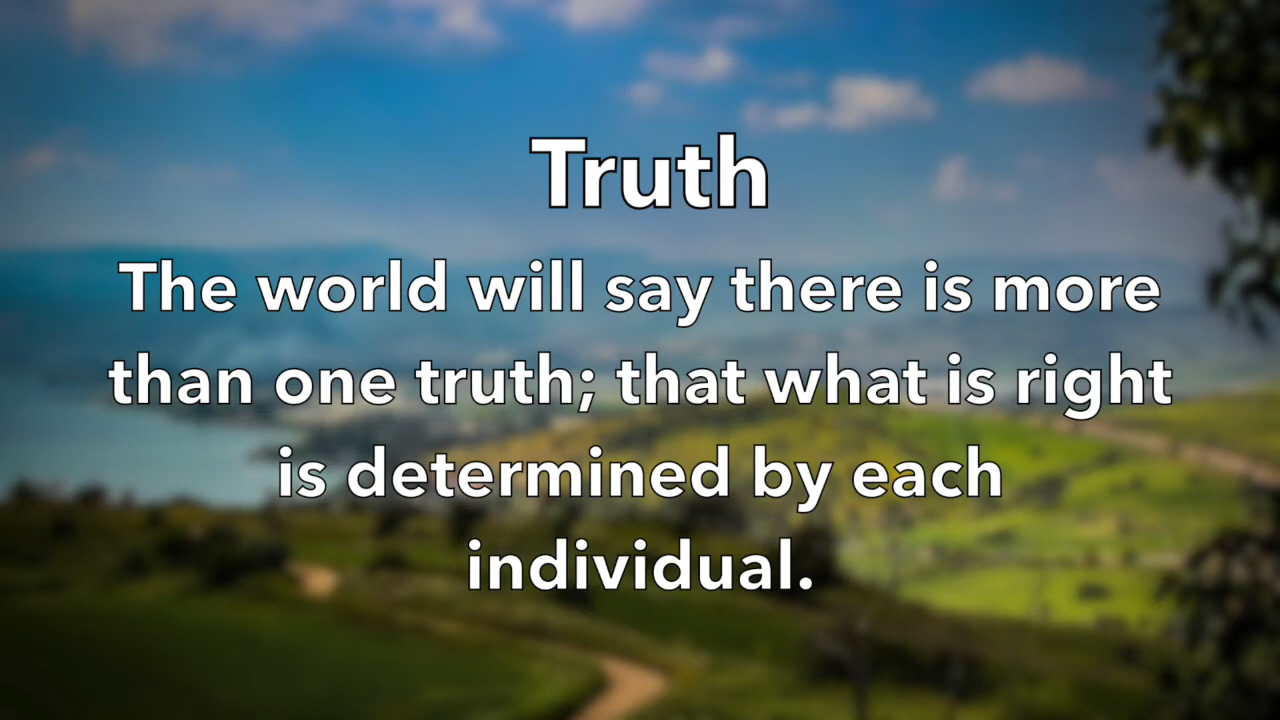 Truth
The world will say there is more
than one truth; that what is right
is determined by each
individual.